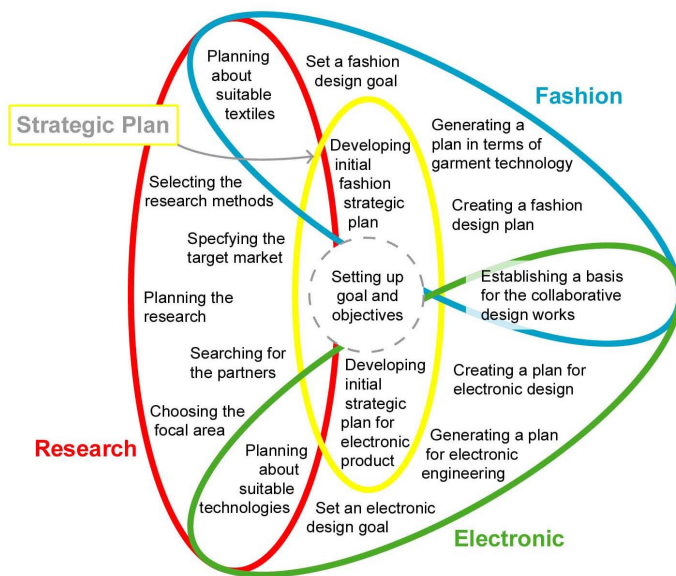 Planning
about
suitable
textiles
Set a fashion
design goal
Fashion
Strategic Plan
Developing
initial
fashion
strategic
plan
Generating a
plan in terms of
garment technology
Selecting the
research methods
Creating a fashion
design plan
Specfying the
target market
Setting up
goal and
objectives
Establishing a basis
for the collaborative
design works
Planning the
research
Searching for
the partners
Developing
initial
strategic
plan for
electronic
product
Creating a plan for
electronic design
Choosing the
focal area
Research
Planning
about
suitable
technologies
Generating a plan
for electronic
engineering
Set an electronic
design goal
Electronic